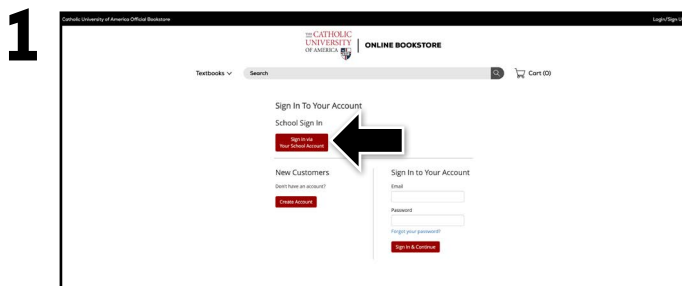 1
Catholic University of America Official Bookstore
Login/Sign U
THE CATHOLIC
UNIVERSITY
OF AMERICA
ONLINE BOOKSTORE
Textbooks
Search
Cart (0)
Sign In To Your Account
School Sign In
Sign In via
Your School Account
New Customers
Don't have an account?
Create Account
Sign In to Your Account
Email
Password
Forgot your password?
Sign In & Continue